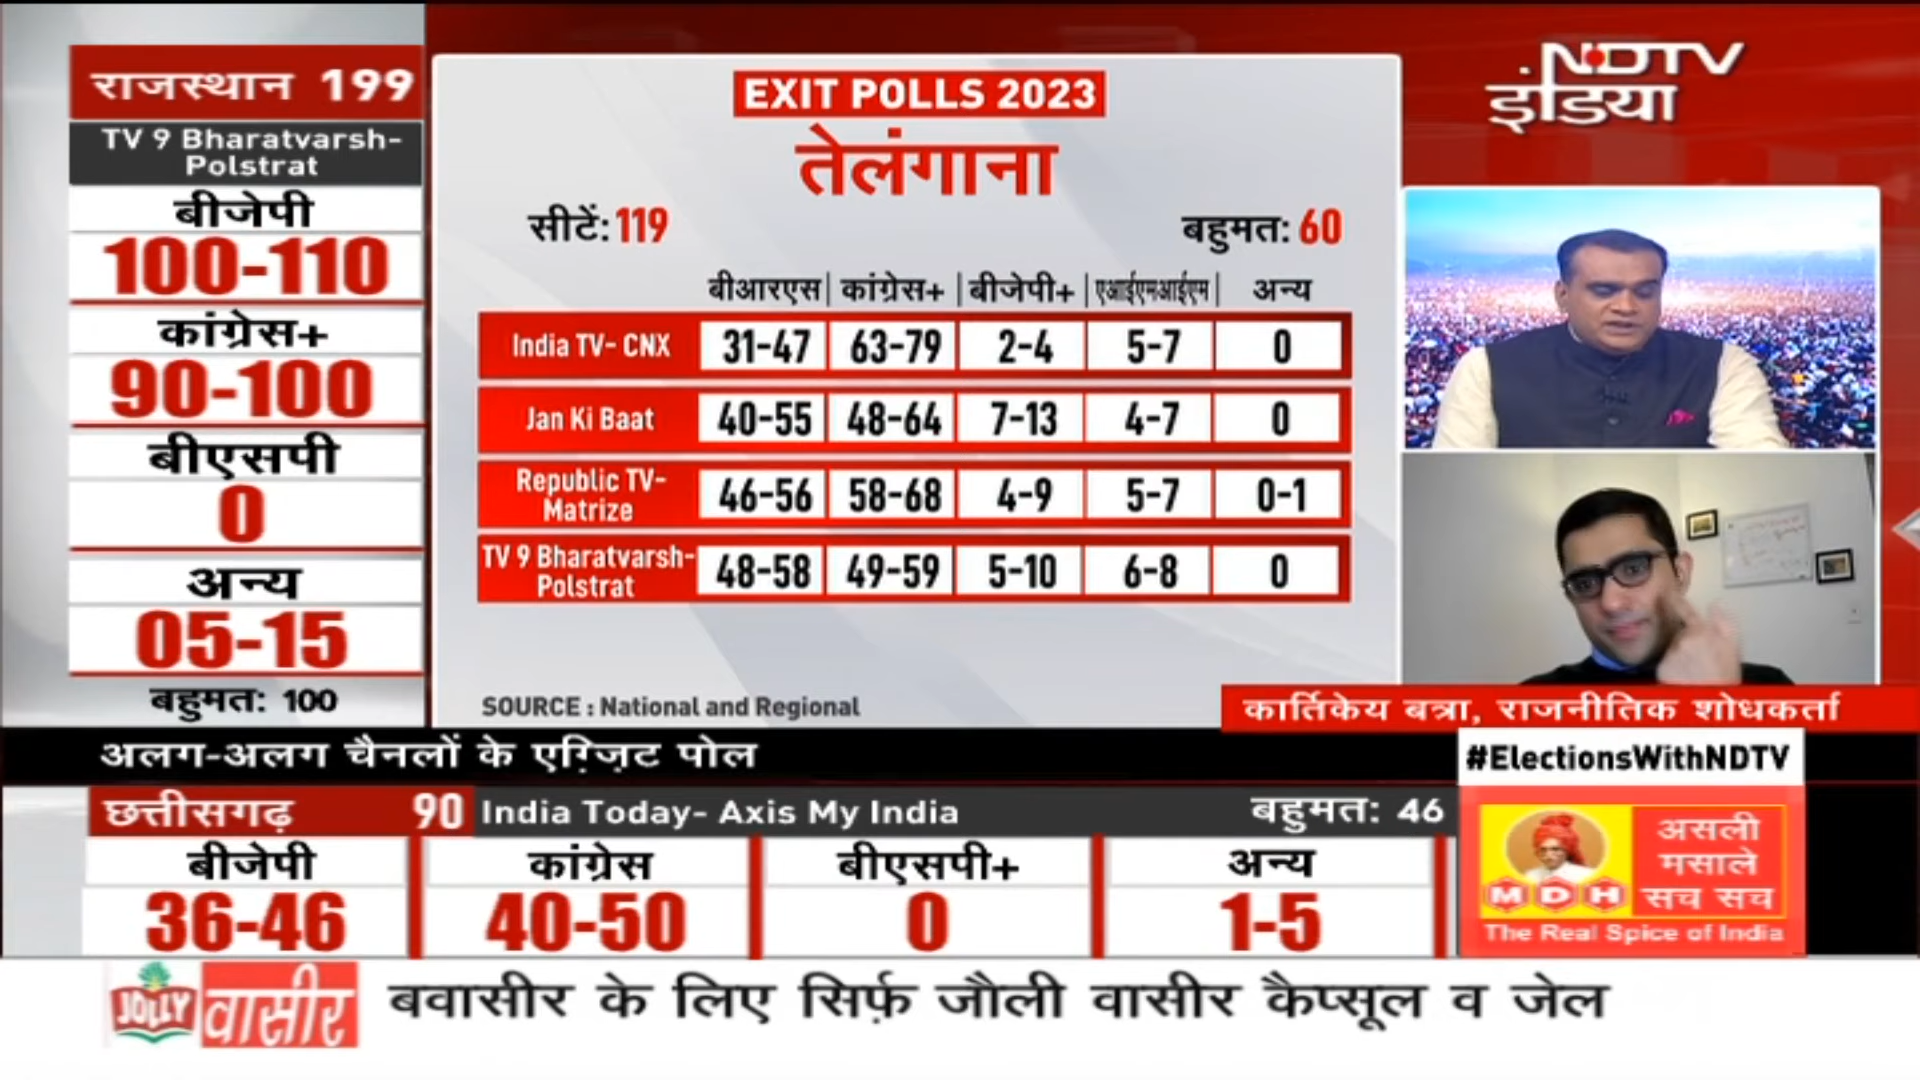 राजस्थान 199
TV 9 Bharatvarsh-
Polstrat
बीजेपी
100-110
कांग्रेस+
90-100
बीएसपी
0
अन्य
05-15
बहुमत: 100
EXIT POLLS 2023
तेलंगाना
सीटें: 119
बहुमत: 60
बीआरएस कांग्रेस+ बीजेपी+ एआईएमआईएम अन्य
India TV- CNX 31-47 63-79 2-4 5-7 0
Jan Ki Baat 40-55 48-64 7-13 4-7 0
Republic TV-
Matrize 46-56 58-68 4-9 5-7 0-1
TV 9 Bharatvarsh-
Polstrat 48-58 49-59 5-10 6-8 0
SOURCE : National and Regional
NDTV
इंडिया
कार्तिकेय बत्रा, राजनीतिक शोधकर्ता
अलग-अलग चैनलों के एग्ज़िट पोल
#ElectionsWithNDTV
छत्तीसगढ़ 90 India Today- Axis My India बहुमत: 46
बीजेपी कांग्रेस बीएसपी+ अन्य
36-46 40-50 0 1-5
असली
मसाले
सच सच
MDH
The Real Spice of India
JOLLY वासीर बवासीर के लिए सिर्फ़ जौली वासीर कैप्सूल व जेल